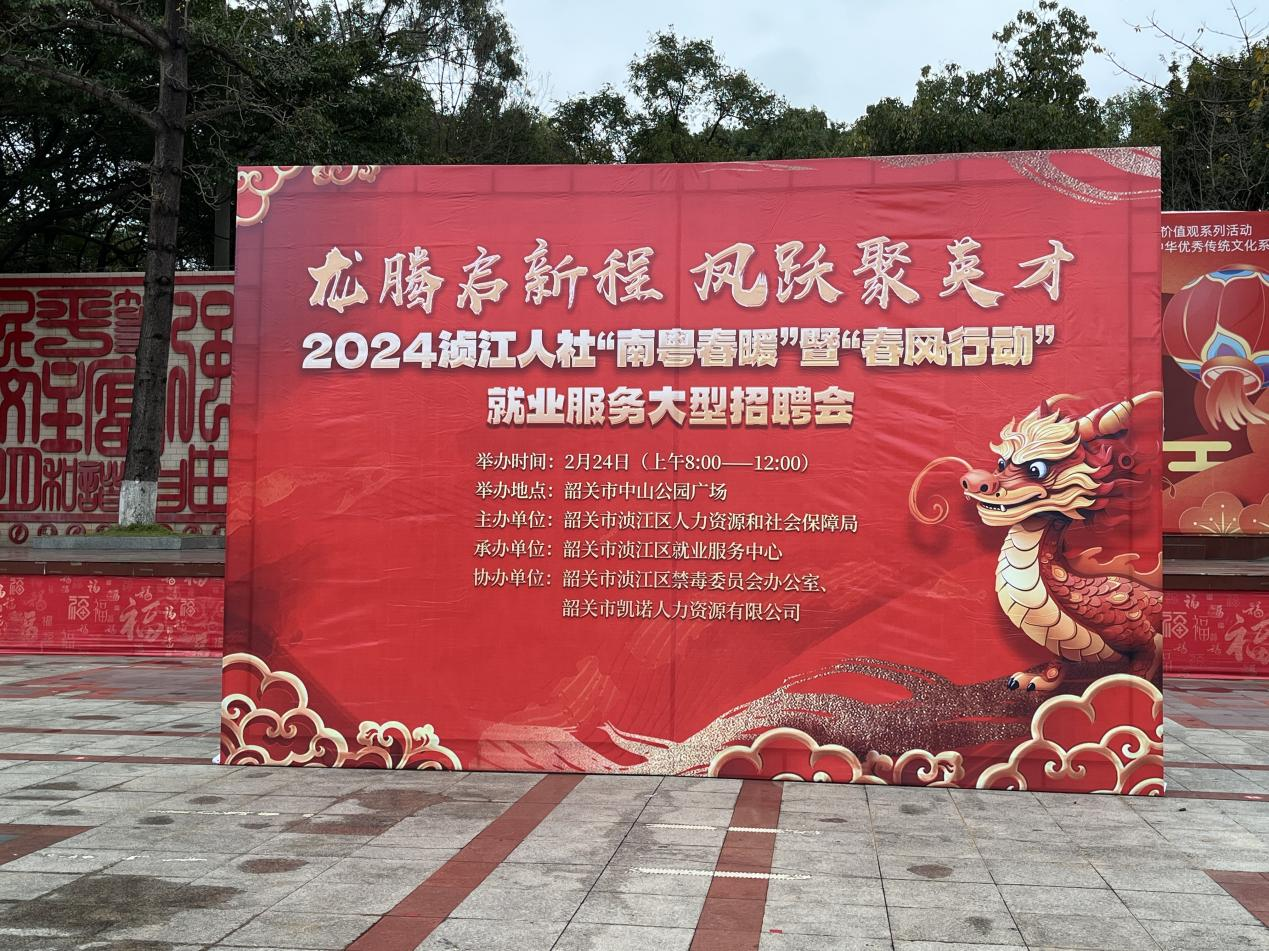 龙腾启新程 凤跃聚英才
2024浈江人社“南粤春暖”暨“春风行动”
就业服务大型招聘会
举办时间：2月24日（上午8:00——12:00）
举办地点：韶关市中山公园广场
主办单位：韶关市浈江区人力资源和社会保障局
承办单位：韶关市浈江区就业服务中心
协办单位：韶关市浈江区禁毒委员会办公室、
韶关市凯诺人力资源有限公司
价值观系列活动
中华优秀传统文化系
福
福
福
福